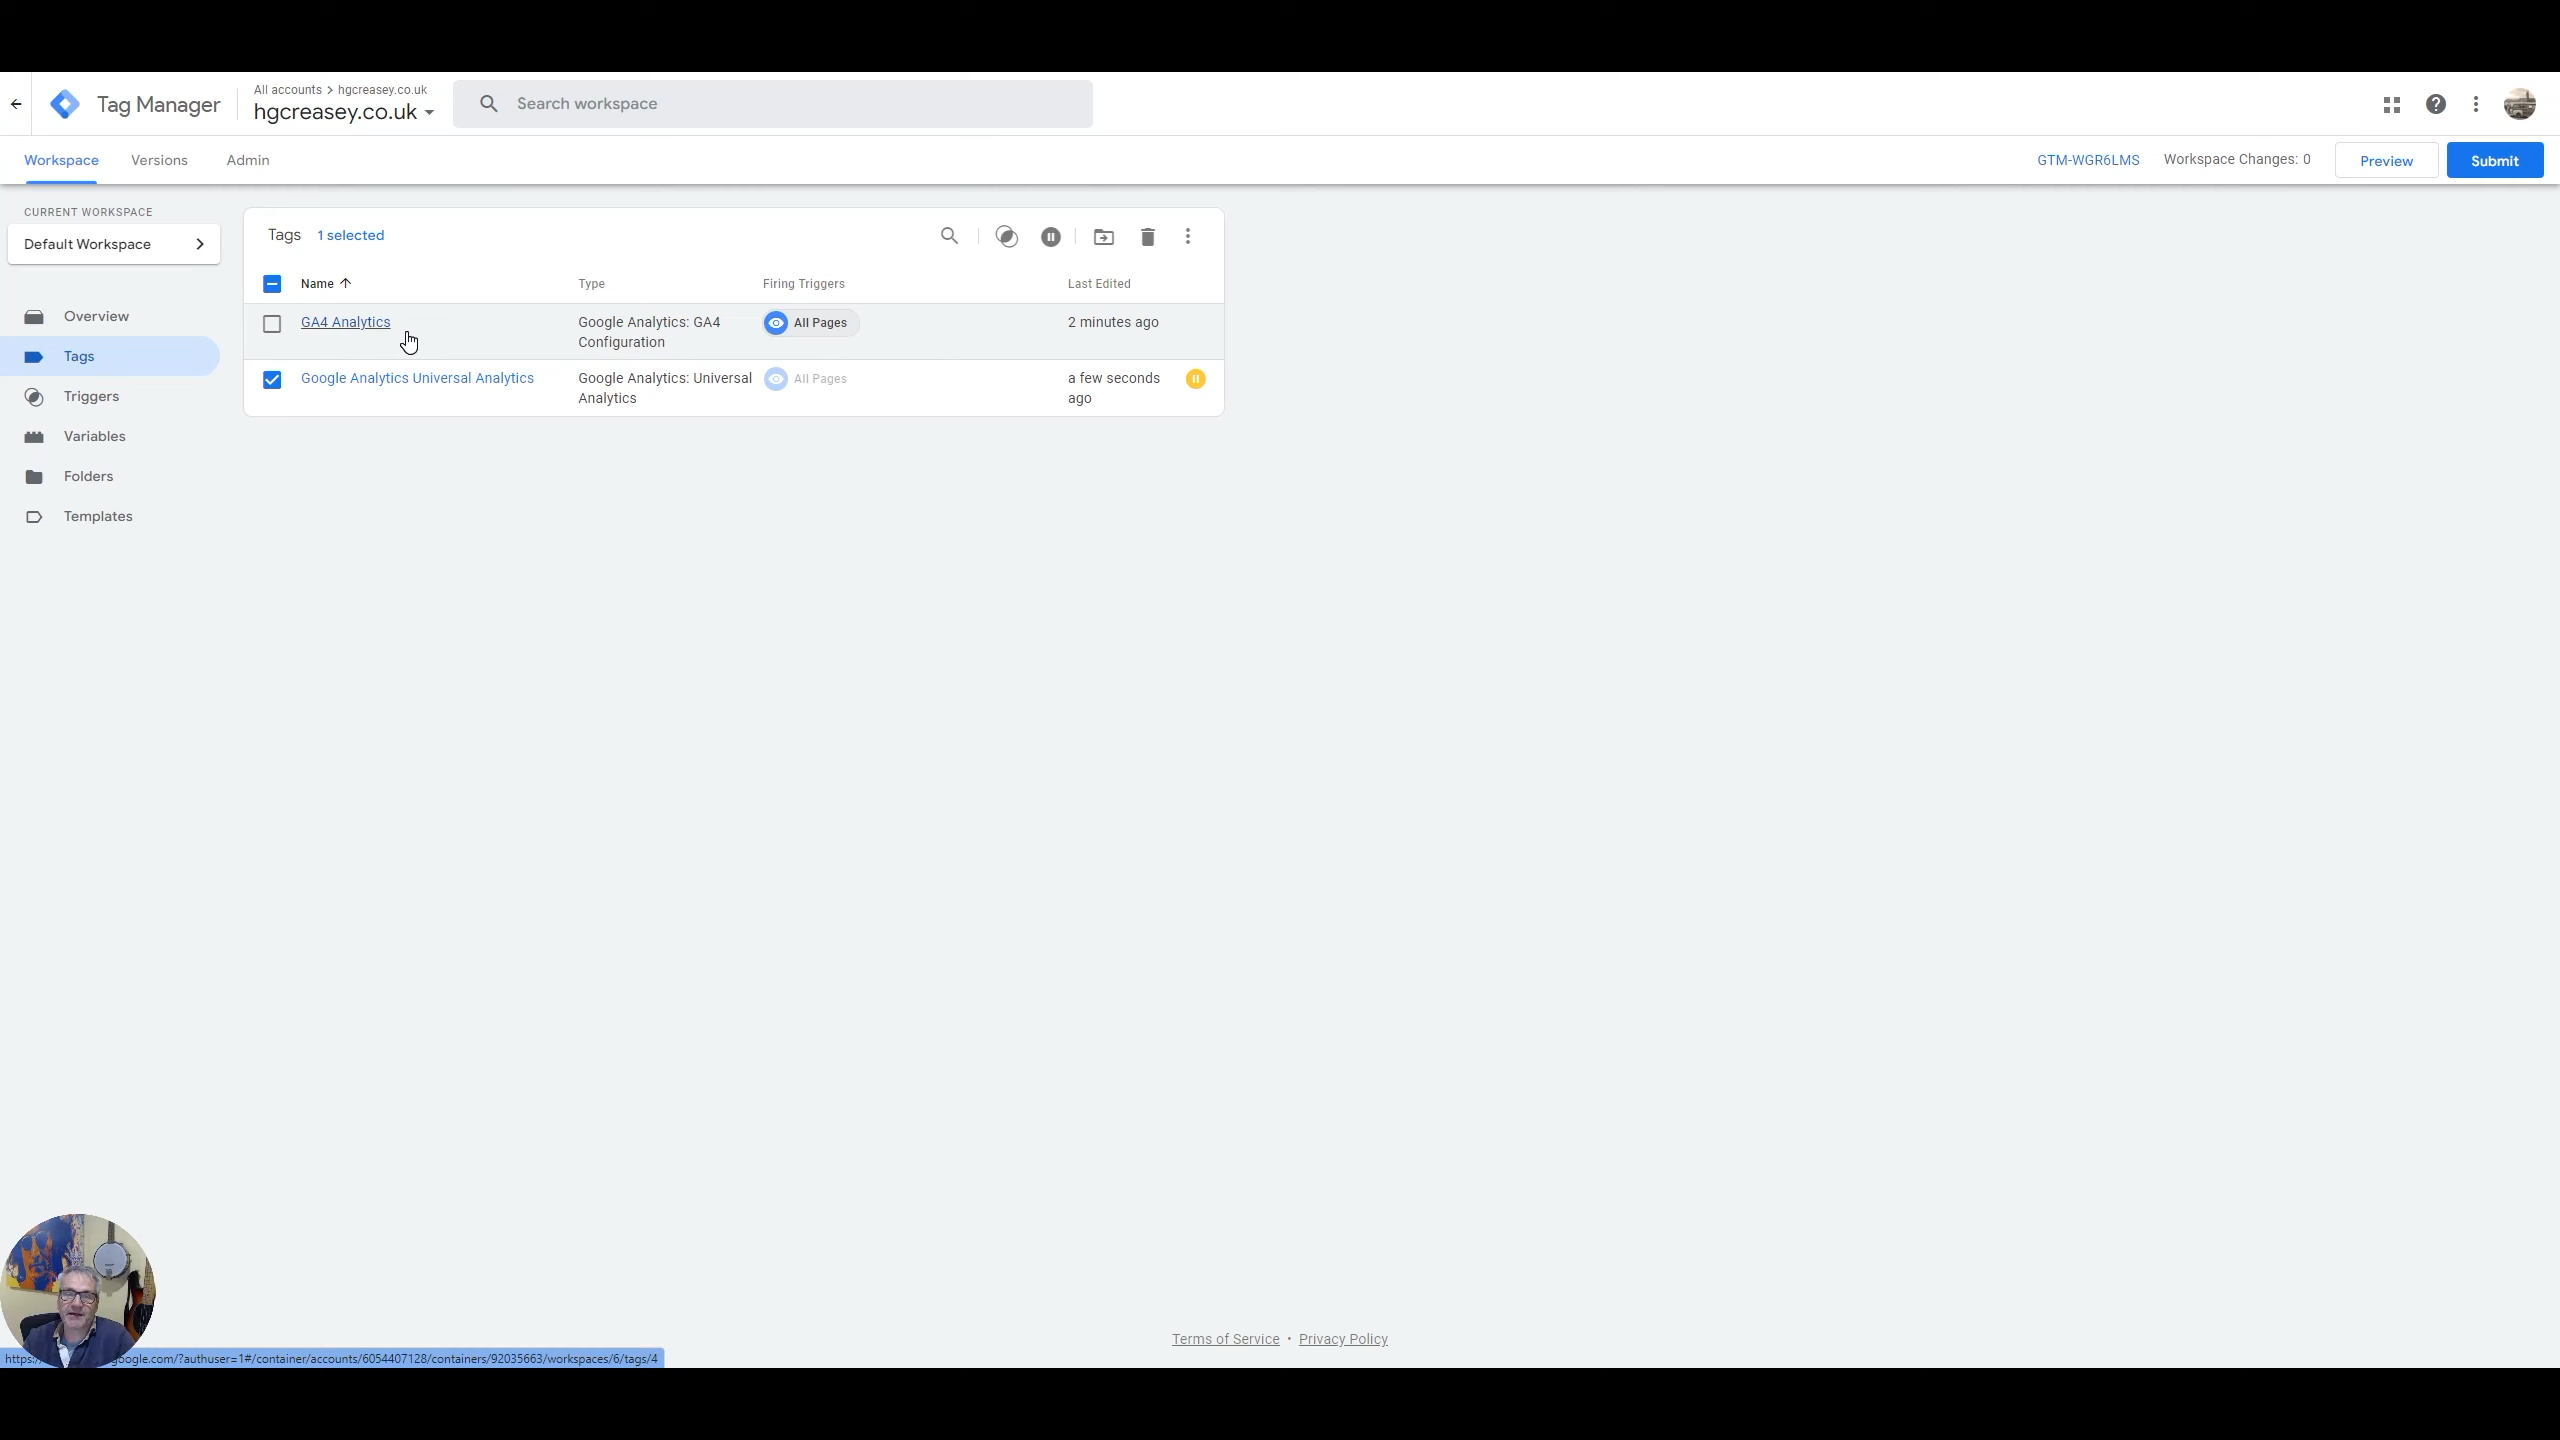 Tag Manager
All accounts > hgcreasey.co.uk
hgcreasey.co.uk
Search workspace
Workspace
Versions
Admin
GTM-WGR6LMS
Workspace Changes: 0
Preview
Submit
CURRENT WORKSPACE
Default Workspace
Overview
Tags
Triggers
Variables
Folders
Templates
Tags 1 selected
Name Type Firing Triggers Last Edited
GA4 Analytics
Google Analytics: GA4
Configuration
All Pages
2 minutes ago
Google Analytics Universal Analytics
Google Analytics: Universal
Analytics
All Pages
a few seconds
ago
Terms of Service • Privacy Policy
https:/ google.com/?authuser=1#/container/accounts/6054407128/containers/92035663/workspaces/6/tags/4